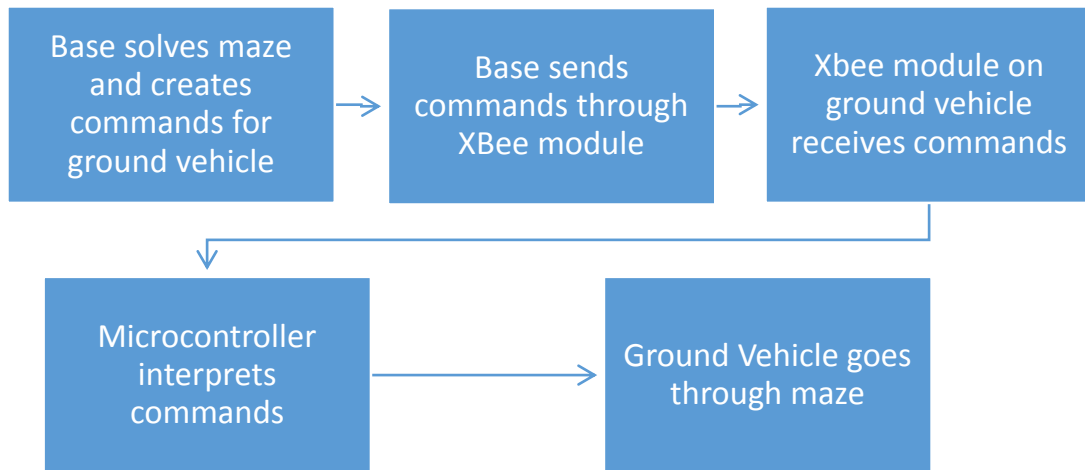 Base solves maze
and creates
commands for
ground vehicle
Base sends
commands through
XBee module
Xbee module on
ground vehicle
receives commands
Microcontroller
interprets
commands
Ground Vehicle goes
through maze